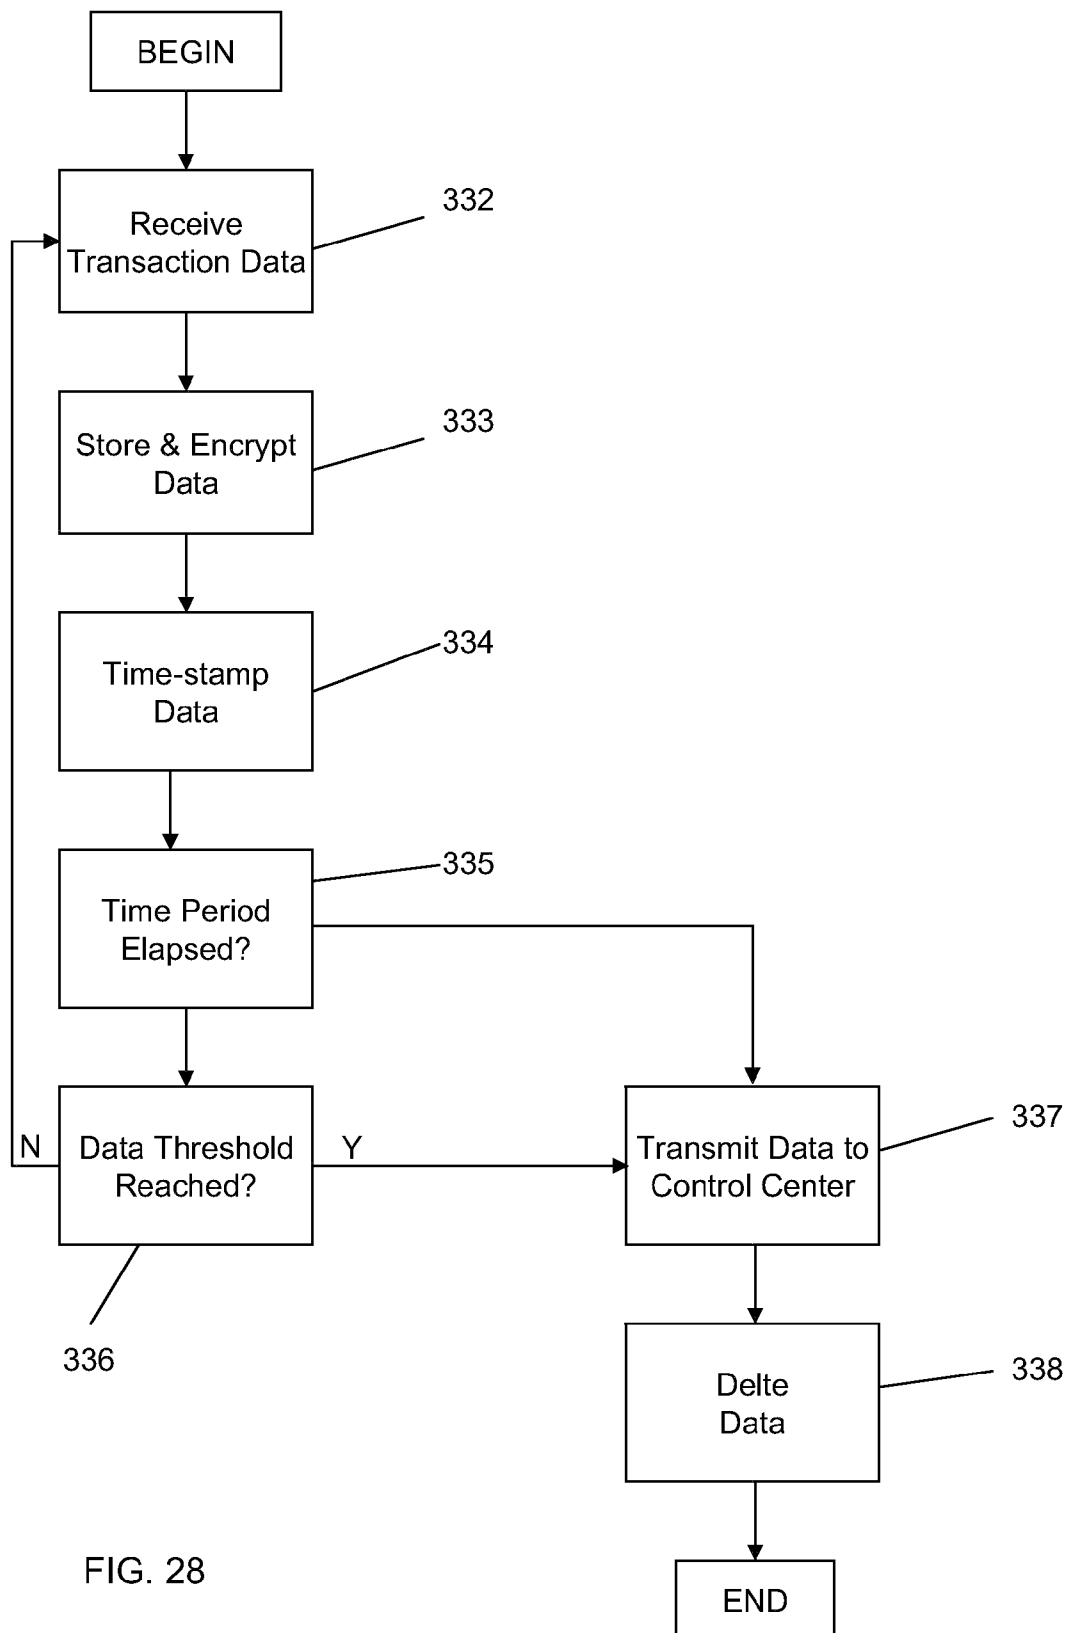 BEGIN
Receive
Transaction Data
332
Store & Encrypt
Data
333
Time-stamp
Data
334
Time Period
Elapsed?
335
N
Data Threshold
Reached?
Y
336
Transmit Data to
Control Center
337
Delte
Data
338
END
FIG. 28